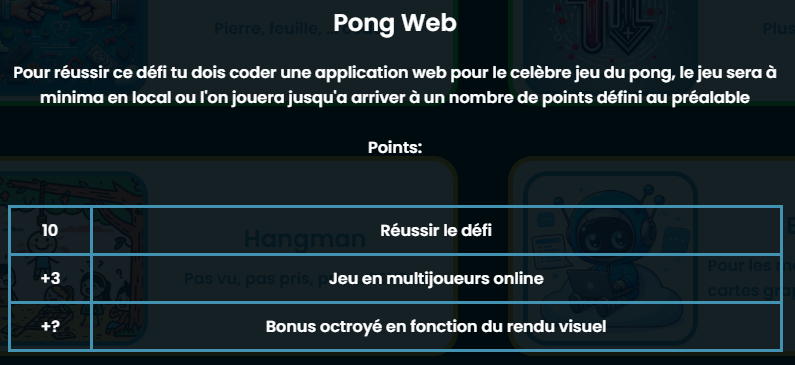 Pierre, feuille, ...
Plus
Pong Web
Pour réussir ce défi tu dois coder une application web pour le celèbre jeu du pong, le jeu sera à
minima en local ou l'on jouera jusqu'a arriver à un nombre de points défini au préalable
Points:
10 Réussir le défi
Hangman
+3 Jeu en multijoueurs online
Pas vu, pas pris, p
Pour les
cartes gra
+? Bonus octroyé en fonction du rendu visuel